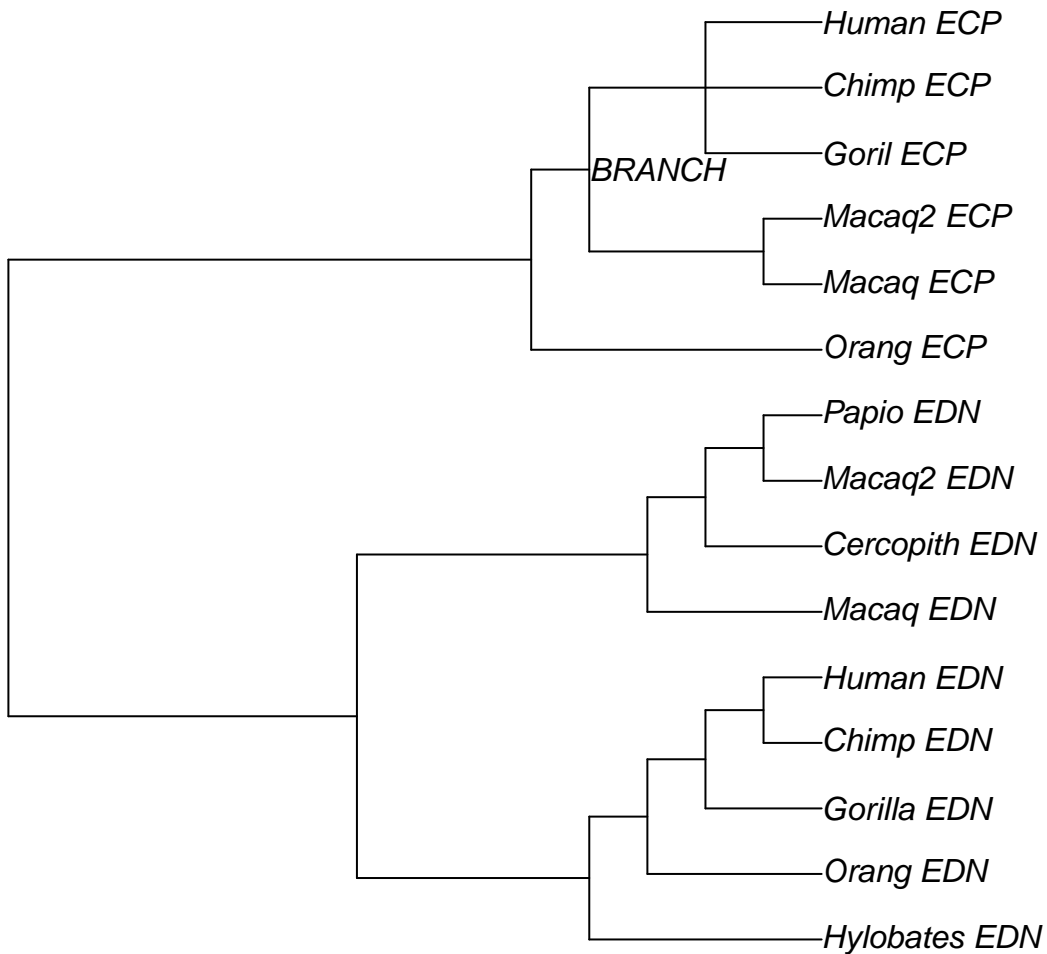 Human ECP
Chimp ECP
Goril ECP
BRANCH
Macaq2 ECP
Macaq ECP
Orang ECP
Papio EDN
Macaq2 EDN
Cercopith EDN
Macaq EDN
Human EDN
Chimp EDN
Gorilla EDN
Orang EDN
Hylobates EDN